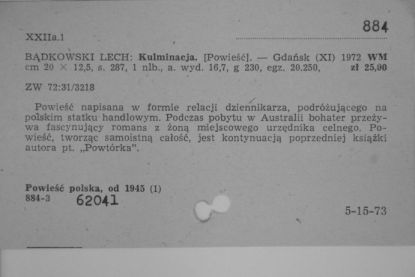 884
XXIIa.1
BĄDKOWSKI LECH: Kulminacja. [Powieść]. — Gdańsk (XI) 1972 WM
cm 20 × 12,5, s. 287, 1 nlb., a. wyd. 16,7, g 230, egz. 20.250, zł 25,00
ZW 72:31/3218
Powieść napisana w formie relacji dziennikarza, podróżującego na
polskim statku handlowym. Podczas pobytu w Australii bohater przeży-
wa fascynujący romans z żoną miejscowego urzędnika celnego. Po-
wieść, tworząc samoistną całość, jest kontynuacją poprzedniej książki
autora pt. „Powtórka".
Powieść polska, od 1945 (1)
884-3 62041
5-15-73